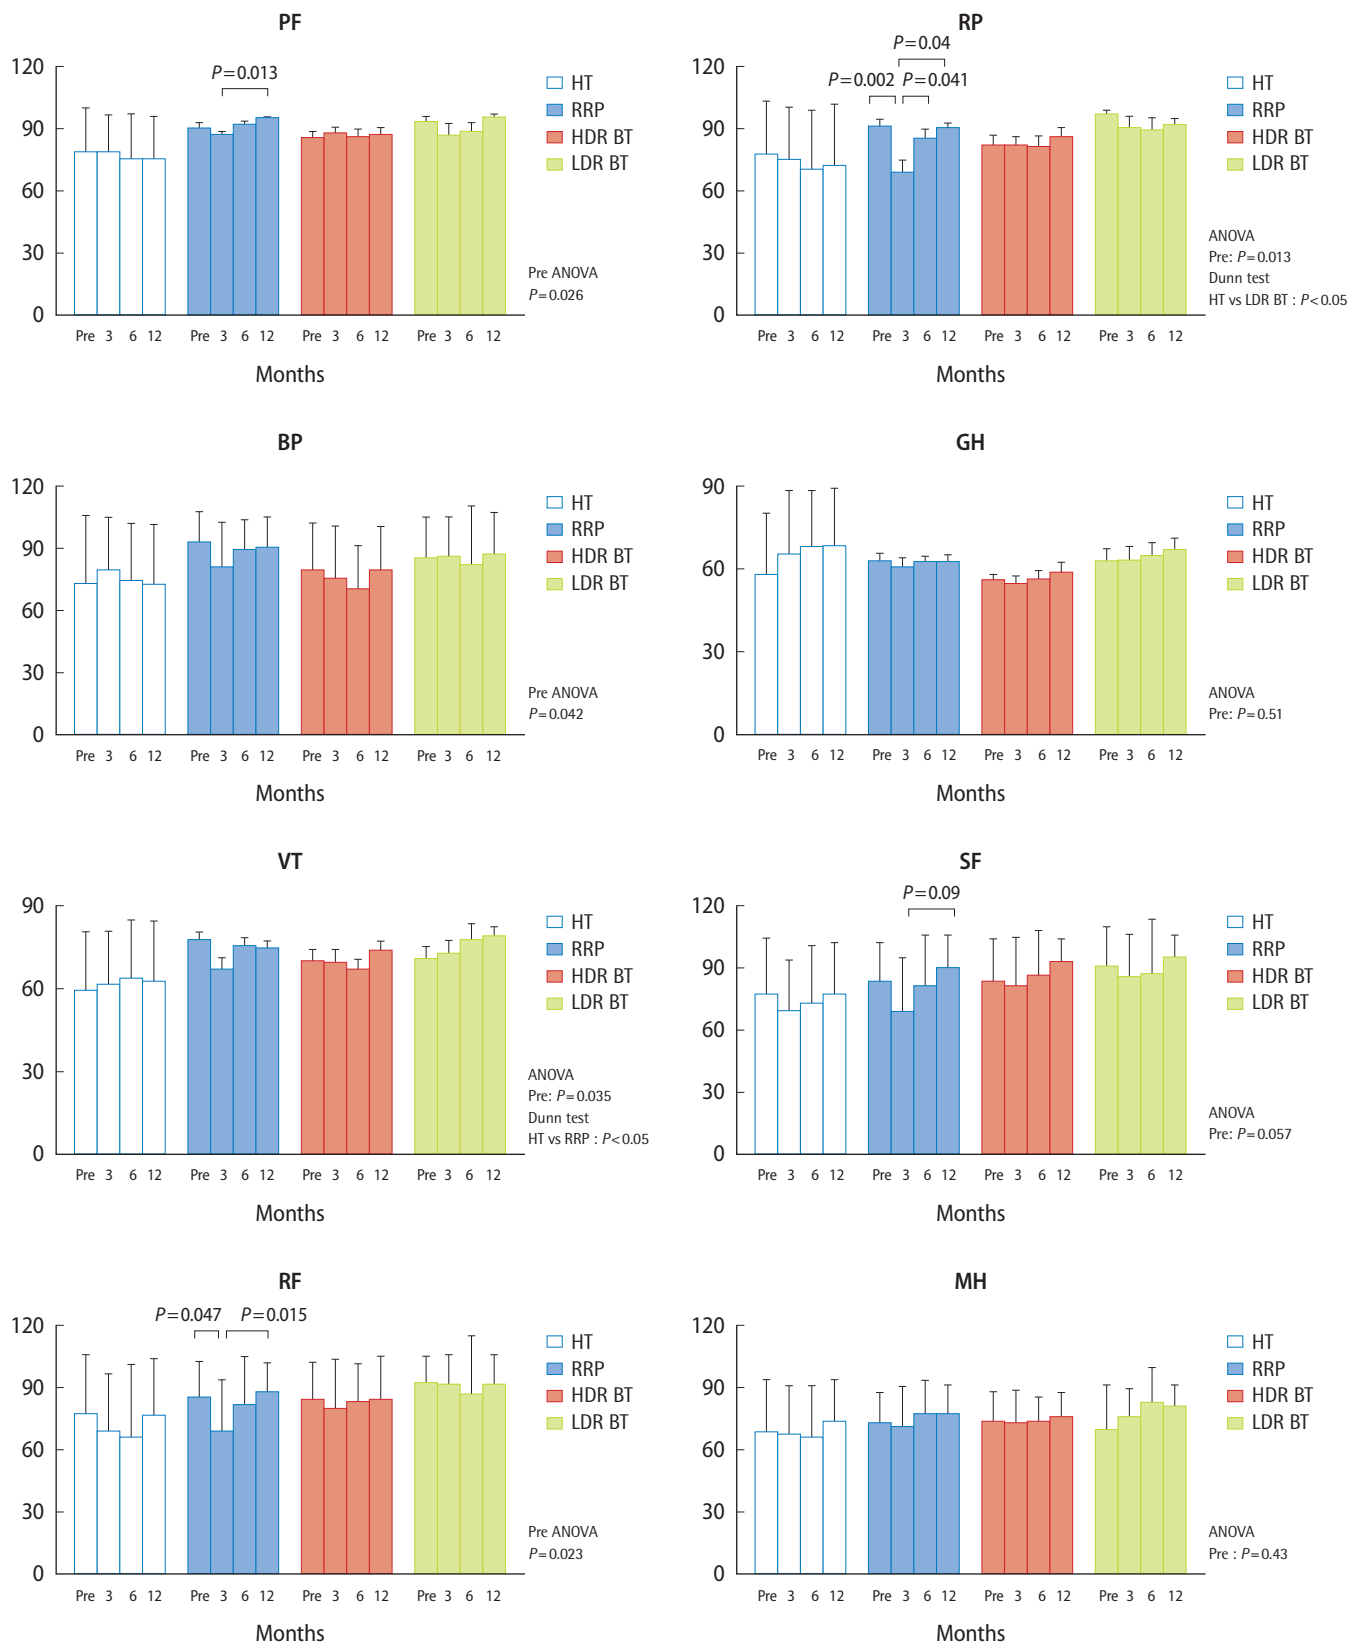 PF
P=0.013
120
90
60
30
0
HT
RRP
HDR BT
LDR BT
Pre ANOVA
P=0.026
Pre 3 6 12 Pre 3 6 12 Pre 3 6 12 Pre 3 6 12
Months
RP
P=0.04
P=0.002 P=0.041
120
90
60
30
0
HT
RRP
HDR BT
LDR BT
ANOVA
Pre: P=0.013
Dunn test
HT vs LDR BT : P<0.05
Pre 3 6 12 Pre 3 6 12 Pre 3 6 12 Pre 3 6 12
Months
BP
120
90
60
30
0
HT
RRP
HDR BT
LDR BT
Pre ANOVA
P=0.042
Pre 3 6 12 Pre 3 6 12 Pre 3 6 12 Pre 3 6 12
Months
GH
90
60
30
0
HT
RRP
HDR BT
LDR BT
ANOVA
Pre: P=0.51
Pre 3 6 12 Pre 3 6 12 Pre 3 6 12 Pre 3 6 12
Months
VT
90
60
30
0
HT
RRP
HDR BT
LDR BT
ANOVA
Pre: P=0.035
Dunn test
HT vs RRP : P<0.05
Pre 3 6 12 Pre 3 6 12 Pre 3 6 12 Pre 3 6 12
Months
SF
P=0.09
120
90
60
30
0
HT
RRP
HDR BT
LDR BT
ANOVA
Pre: P=0.057
Pre 3 6 12 Pre 3 6 12 Pre 3 6 12 Pre 3 6 12
Months
RF
P=0.047 P=0.015
120
90
60
30
0
HT
RRP
HDR BT
LDR BT
Pre ANOVA
P=0.023
Pre 3 6 12 Pre 3 6 12 Pre 3 6 12 Pre 3 6 12
Months
MH
120
90
60
30
0
HT
RRP
HDR BT
LDR BT
ANOVA
Pre : P=0.43
Pre 3 6 12 Pre 3 6 12 Pre 3 6 12 Pre 3 6 12
Months